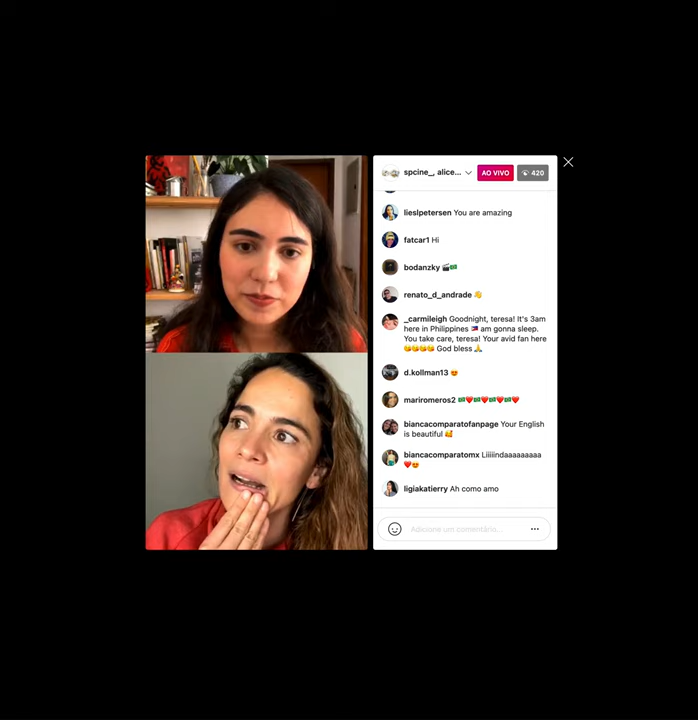 spcine_, alice...
AO VIVO
420
lieslpetersen You are amazing
fatcar1 Hi
bodanzky
renato_d_andrade
_carmileigh Goodnight, teresa! It's 3am
here in Philippines 🇵🇭 am gonna sleep.
You take care, teresa! Your avid fan here
😘😘😘😘 God bless 🙏
d.kollman13 😍
mariromeros2 🇧🇷❤️🇧🇷❤️🇧🇷❤️🇧🇷❤️
biancacomparatofanpage Your English
is beautiful 🥰
biancacomparatomx Liiiiindaaaaaaaaa
❤️😍
ligiakatierry Ah como amo
Adicione um comentário...